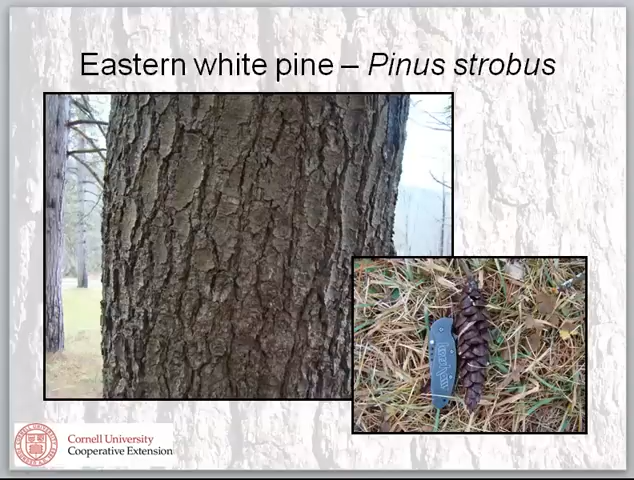 Eastern white pine – Pinus strobus
Cornell University
Cooperative Extension